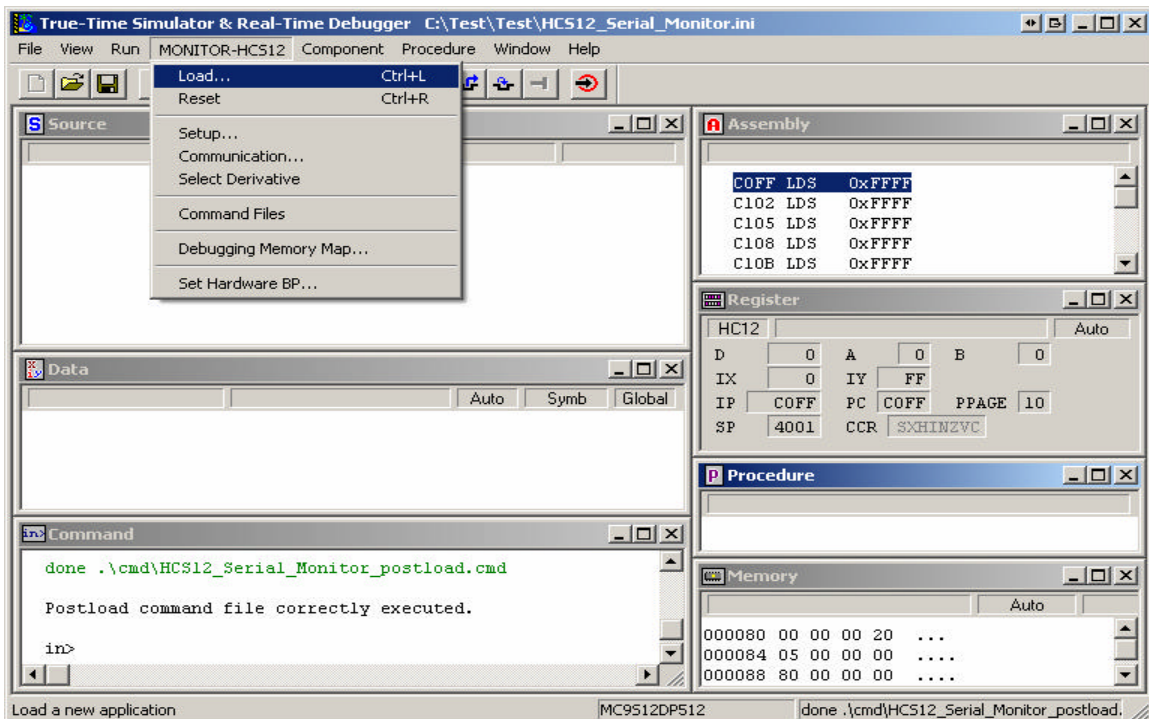 True-Time Simulator & Real-Time Debugger C:\Test\Test\HCS12_Serial_Monitor.ini
File View Run MONITOR-HCS12 Component Procedure Window Help
Load... Ctrl+L
Reset Ctrl+R
Setup...
Communication...
Select Derivative
Command Files
Debugging Memory Map...
Set Hardware BP...
S Source
Data
Auto Symb Global
in> Command
done .\cmd\HCS12_Serial_Monitor_postload.cmd
Postload command file correctly executed.
in>
A Assembly
C0FF LDS 0xFFFF
C102 LDS 0xFFFF
C105 LDS 0xFFFF
C108 LDS 0xFFFF
C10B LDS 0xFFFF
Register
HC12 Auto
D 0 A 0 B 0
IX 0 IY FF
IP C0FF PC C0FF PPAGE 10
SP 4001 CCR SXHINZVC
P Procedure
Memory
Auto
000080 00 00 00 20 ...
000084 05 00 00 00 ....
000088 80 00 00 00 ....
Load a new application
MC9S12DP512
done .\cmd\HCS12_Serial_Monitor_postload.